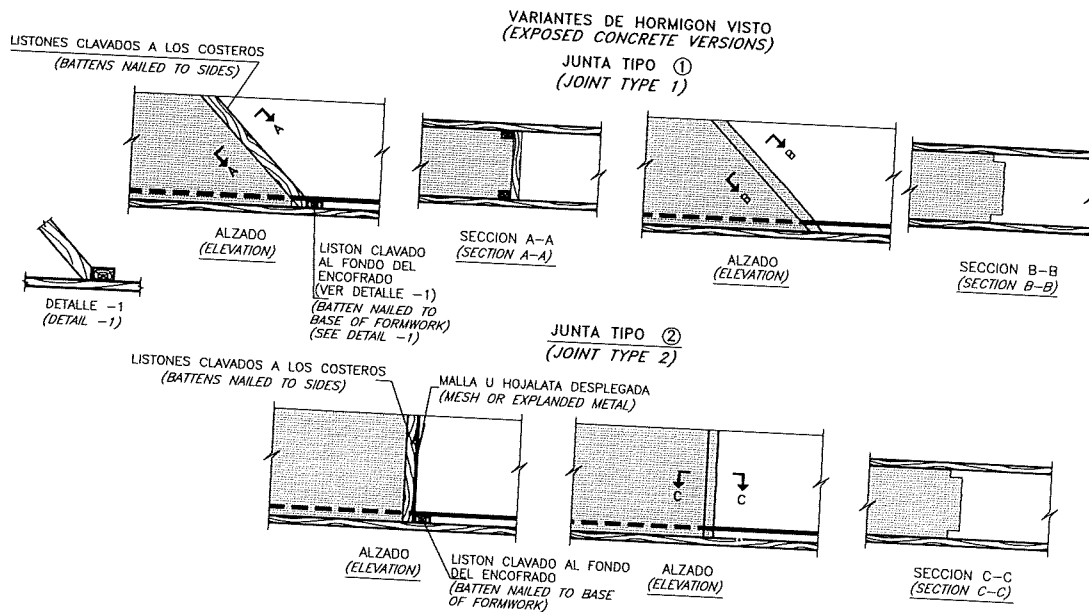 VARIANTES DE HORMIGON VISTO
(EXPOSED CONCRETE VERSIONS)
JUNTA TIPO ①
(JOINT TYPE 1)
LISTONES CLAVADOS A LOS COSTEROS
(BATTENS NAILED TO SIDES)
A
A
B
B
ALZADO
(ELEVATION)
LISTON CLAVADO
AL FONDO DEL
ENCOFRADO
(VER DETALLE -1)
(BATTEN NAILED TO
BASE OF FORMWORK)
(SEE DETAIL -1)
SECCION A-A
(SECTION A-A)
ALZADO
(ELEVATION)
SECCION B-B
(SECTION B-B)
DETALLE -1
(DETAIL -1)
JUNTA TIPO ②
(JOINT TYPE 2)
LISTONES CLAVADOS A LOS COSTEROS
(BATTENS NAILED TO SIDES)
MALLA U HOJALATA DESPLEGADA
(MESH OR EXPLANDED METAL)
C
C
ALZADO
(ELEVATION)
LISTON CLAVADO AL FONDO
DEL ENCOFRADO
(BATTEN NAILED TO BASE
OF FORMWORK)
ALZADO
(ELEVATION)
SECCION C-C
(SECTION C-C)